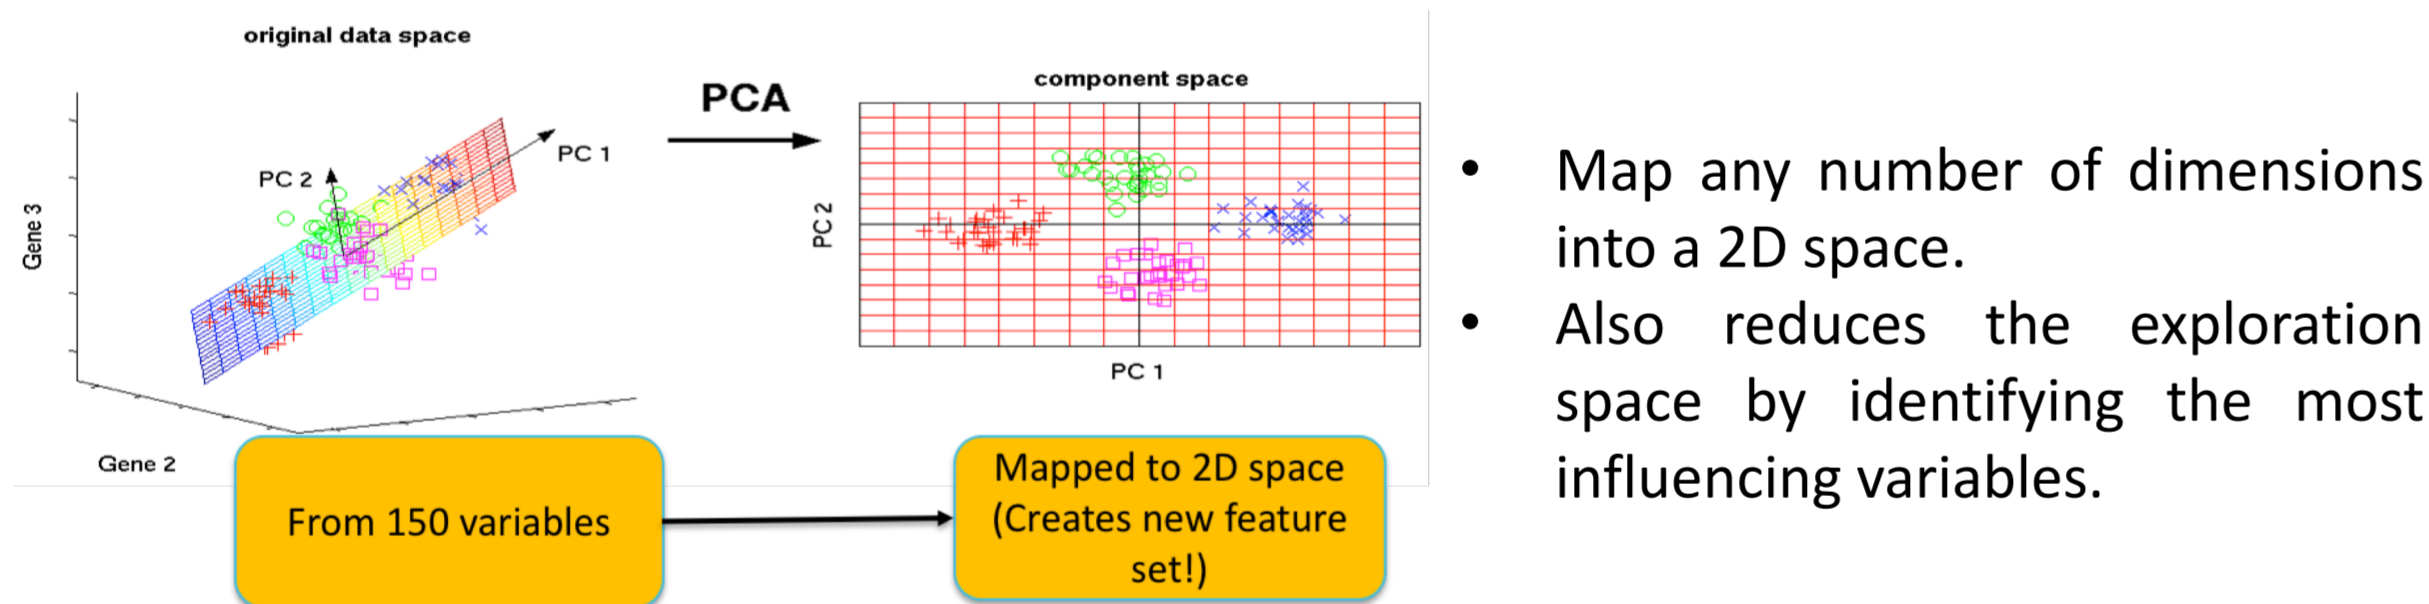 original data space
PC 1
PC 2
Gene 3
Gene 2
PCA
component space
PC 2
PC 1
From 150 variables
Mapped to 2D space
(Creates new feature
set!)
• Map any number of dimensions
into a 2D space.
• Also reduces the exploration
space by identifying the most
influencing variables.